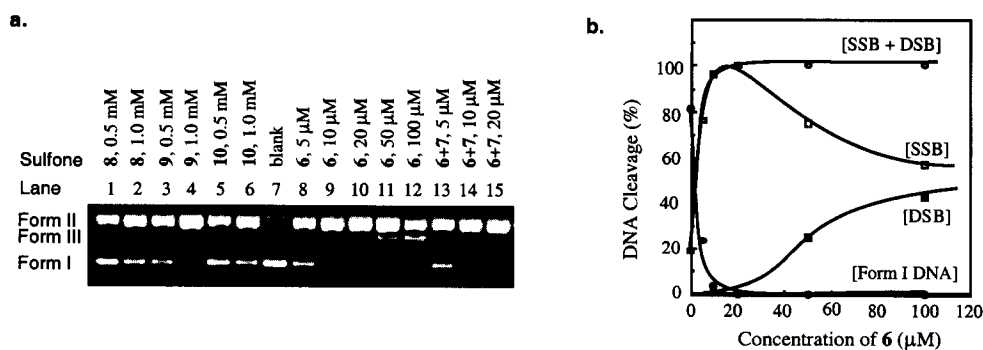 a.
Sulfone
8, 0.5 mM
8, 1.0 mM
9, 0.5 mM
9, 1.0 mM
10, 0.5 mM
10, 1.0 mM
blank
6, 5 µM
6, 10 µM
6, 20 µM
6, 50 µM
6, 100 µM
6+7, 5 µM
6+7, 10 µM
6+7, 20 µM
Lane 1 2 3 4 5 6 7 8 9 10 11 12 13 14 15
Form II
Form III
Form I
b.
DNA Cleavage (%)
100
80
60
40
20
0
[SSB + DSB]
[SSB]
[DSB]
[Form I DNA]
0 20 40 60 80 100 120
Concentration of 6 (µM)